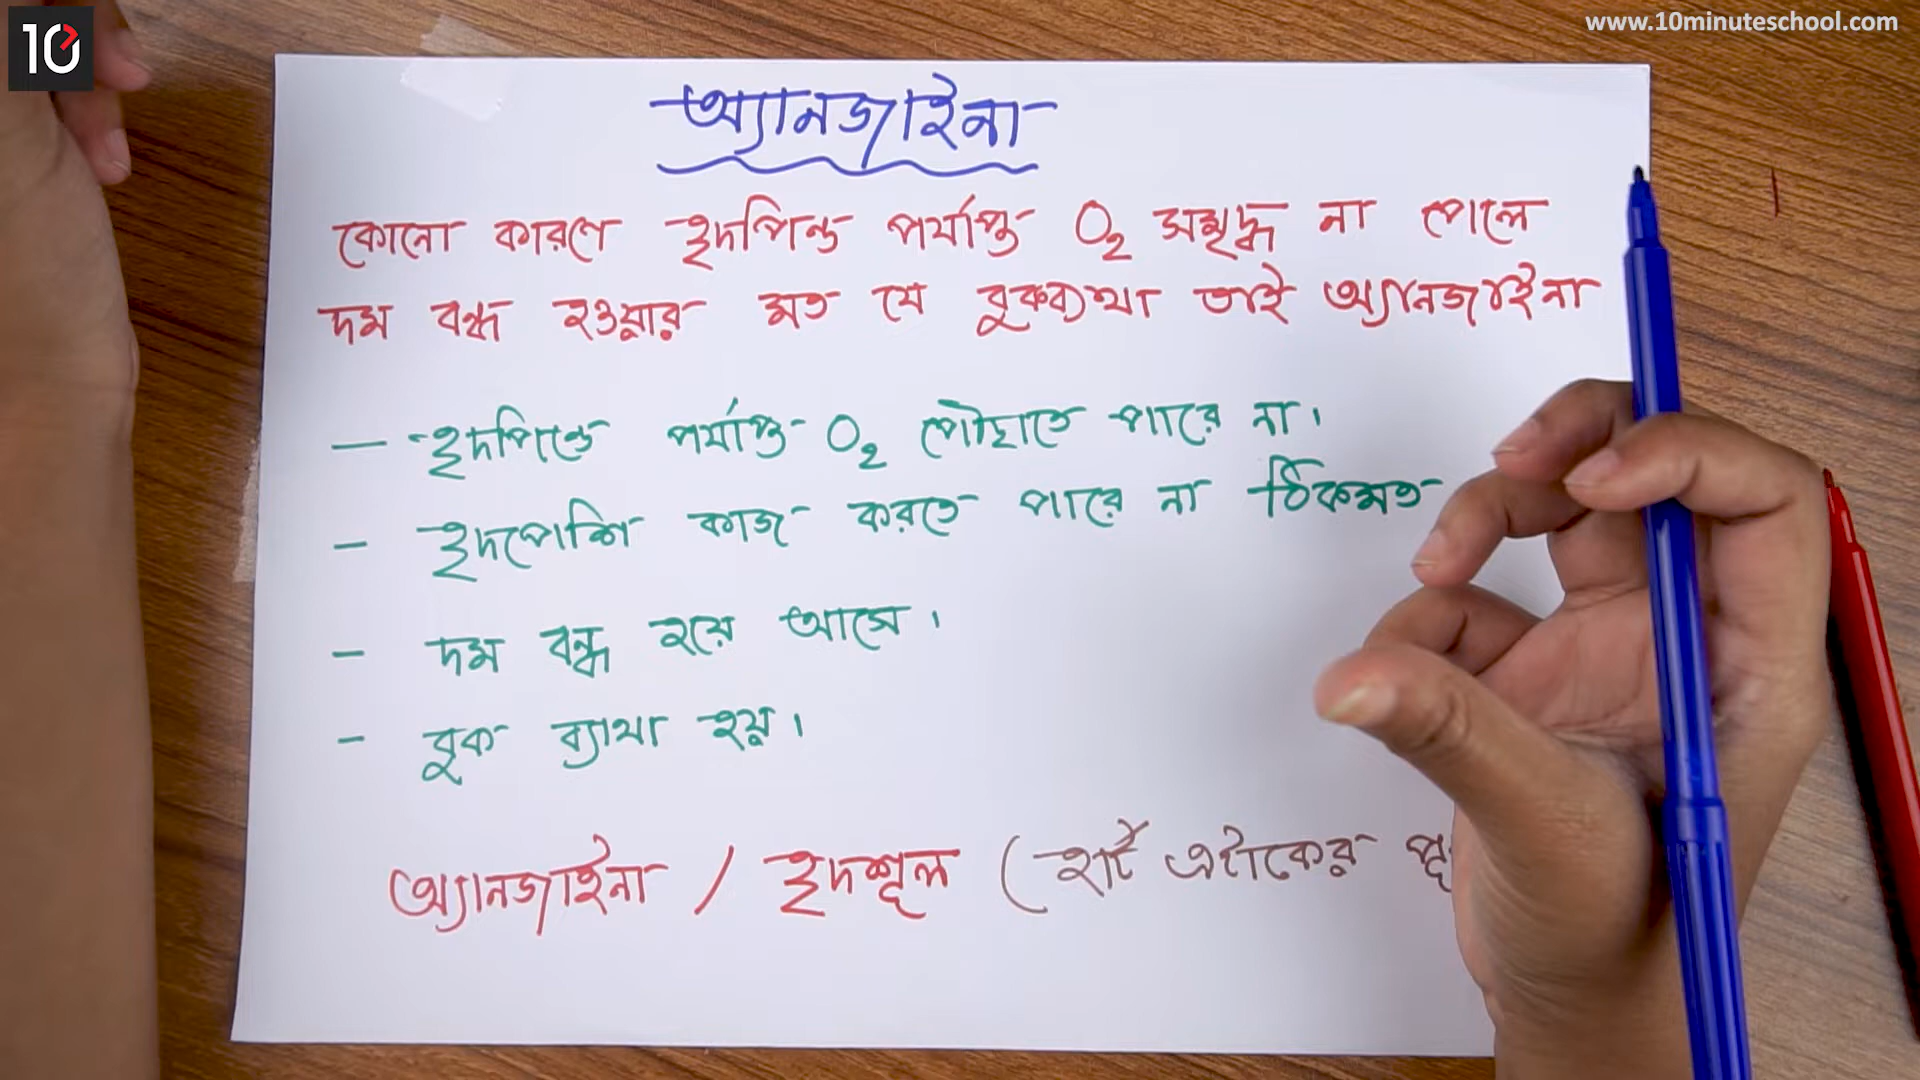 10
www.10minuteschool.com
অ্যানজাইনা
কোনো কারণে হৃদপিন্ড পর্যাপ্ত O2 সমৃদ্ধ না পেলে
দম বন্ধ হওয়ার মত যে বুকব্যথা তাই অ্যানজাইনা
— হৃদপিন্ডে পর্যাপ্ত O2 পৌছাতে পারে না।
- হৃদপেশি কাজ করতে পারে না ঠিকমত
- দম বন্ধ হয়ে আসে।
- বুক ব্যাথা হয়।
অ্যানজাইনা / হৃদশূল (হার্ট এটাকের